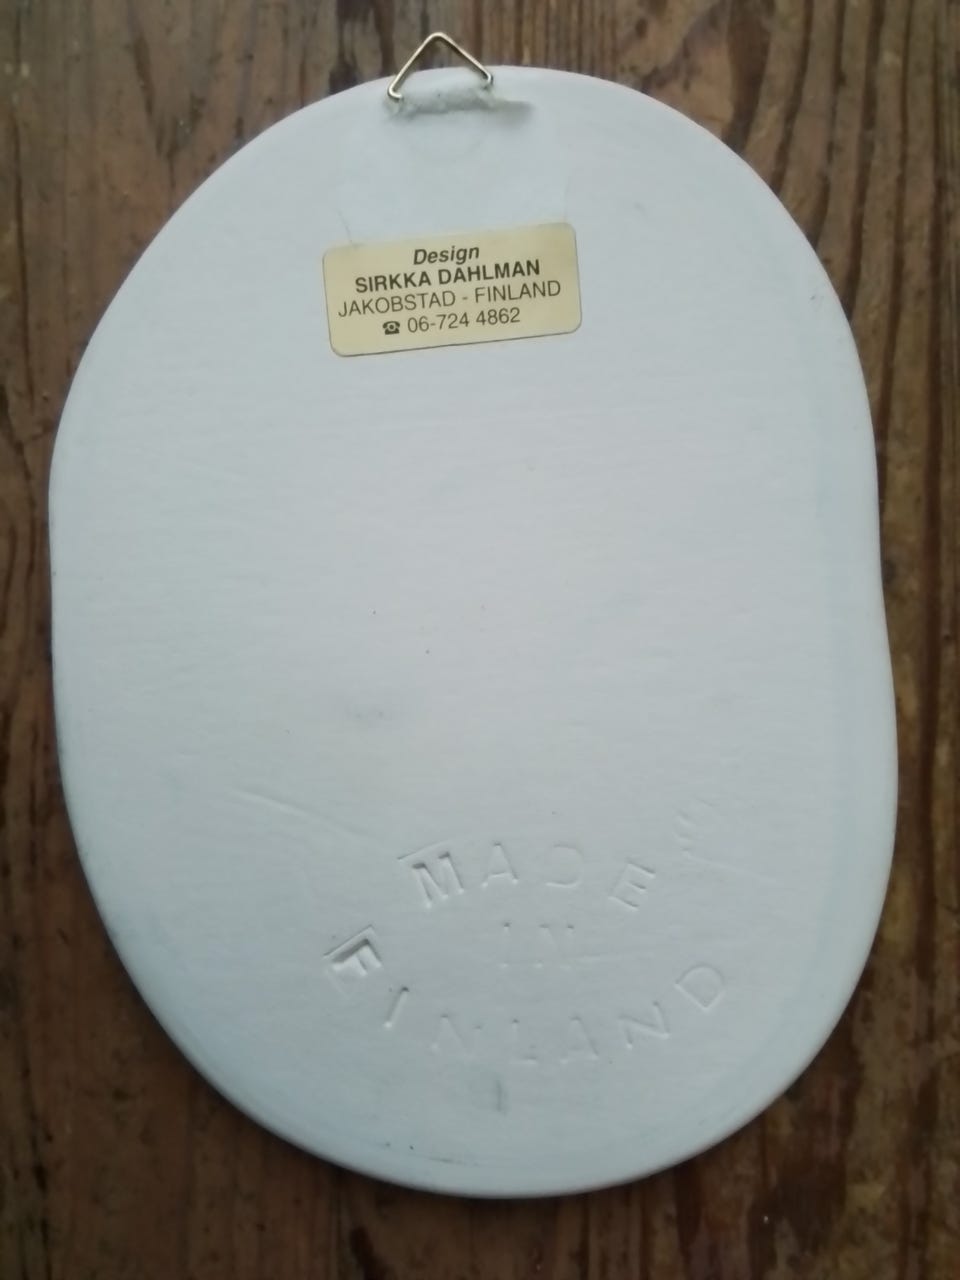 Design
SIRKKA DAHLMAN
JAKOBSTAD - FINLAND
☎ 06-724 4862
MADE
IN
FINLAND